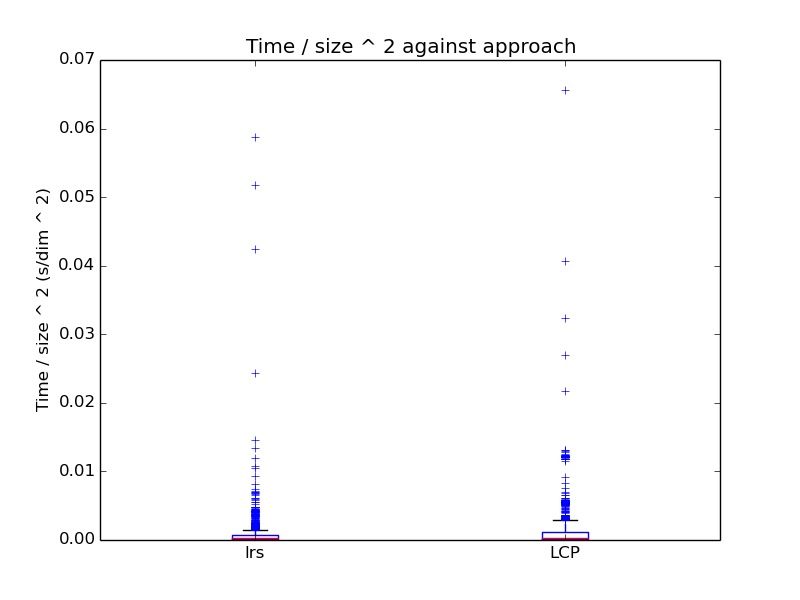 Time / size ^ 2 against approach
0.07
0.06
0.05
0.04
0.03
0.02
0.01
0.00
Time / size ^ 2 (s/dim ^ 2)
lrs
LCP